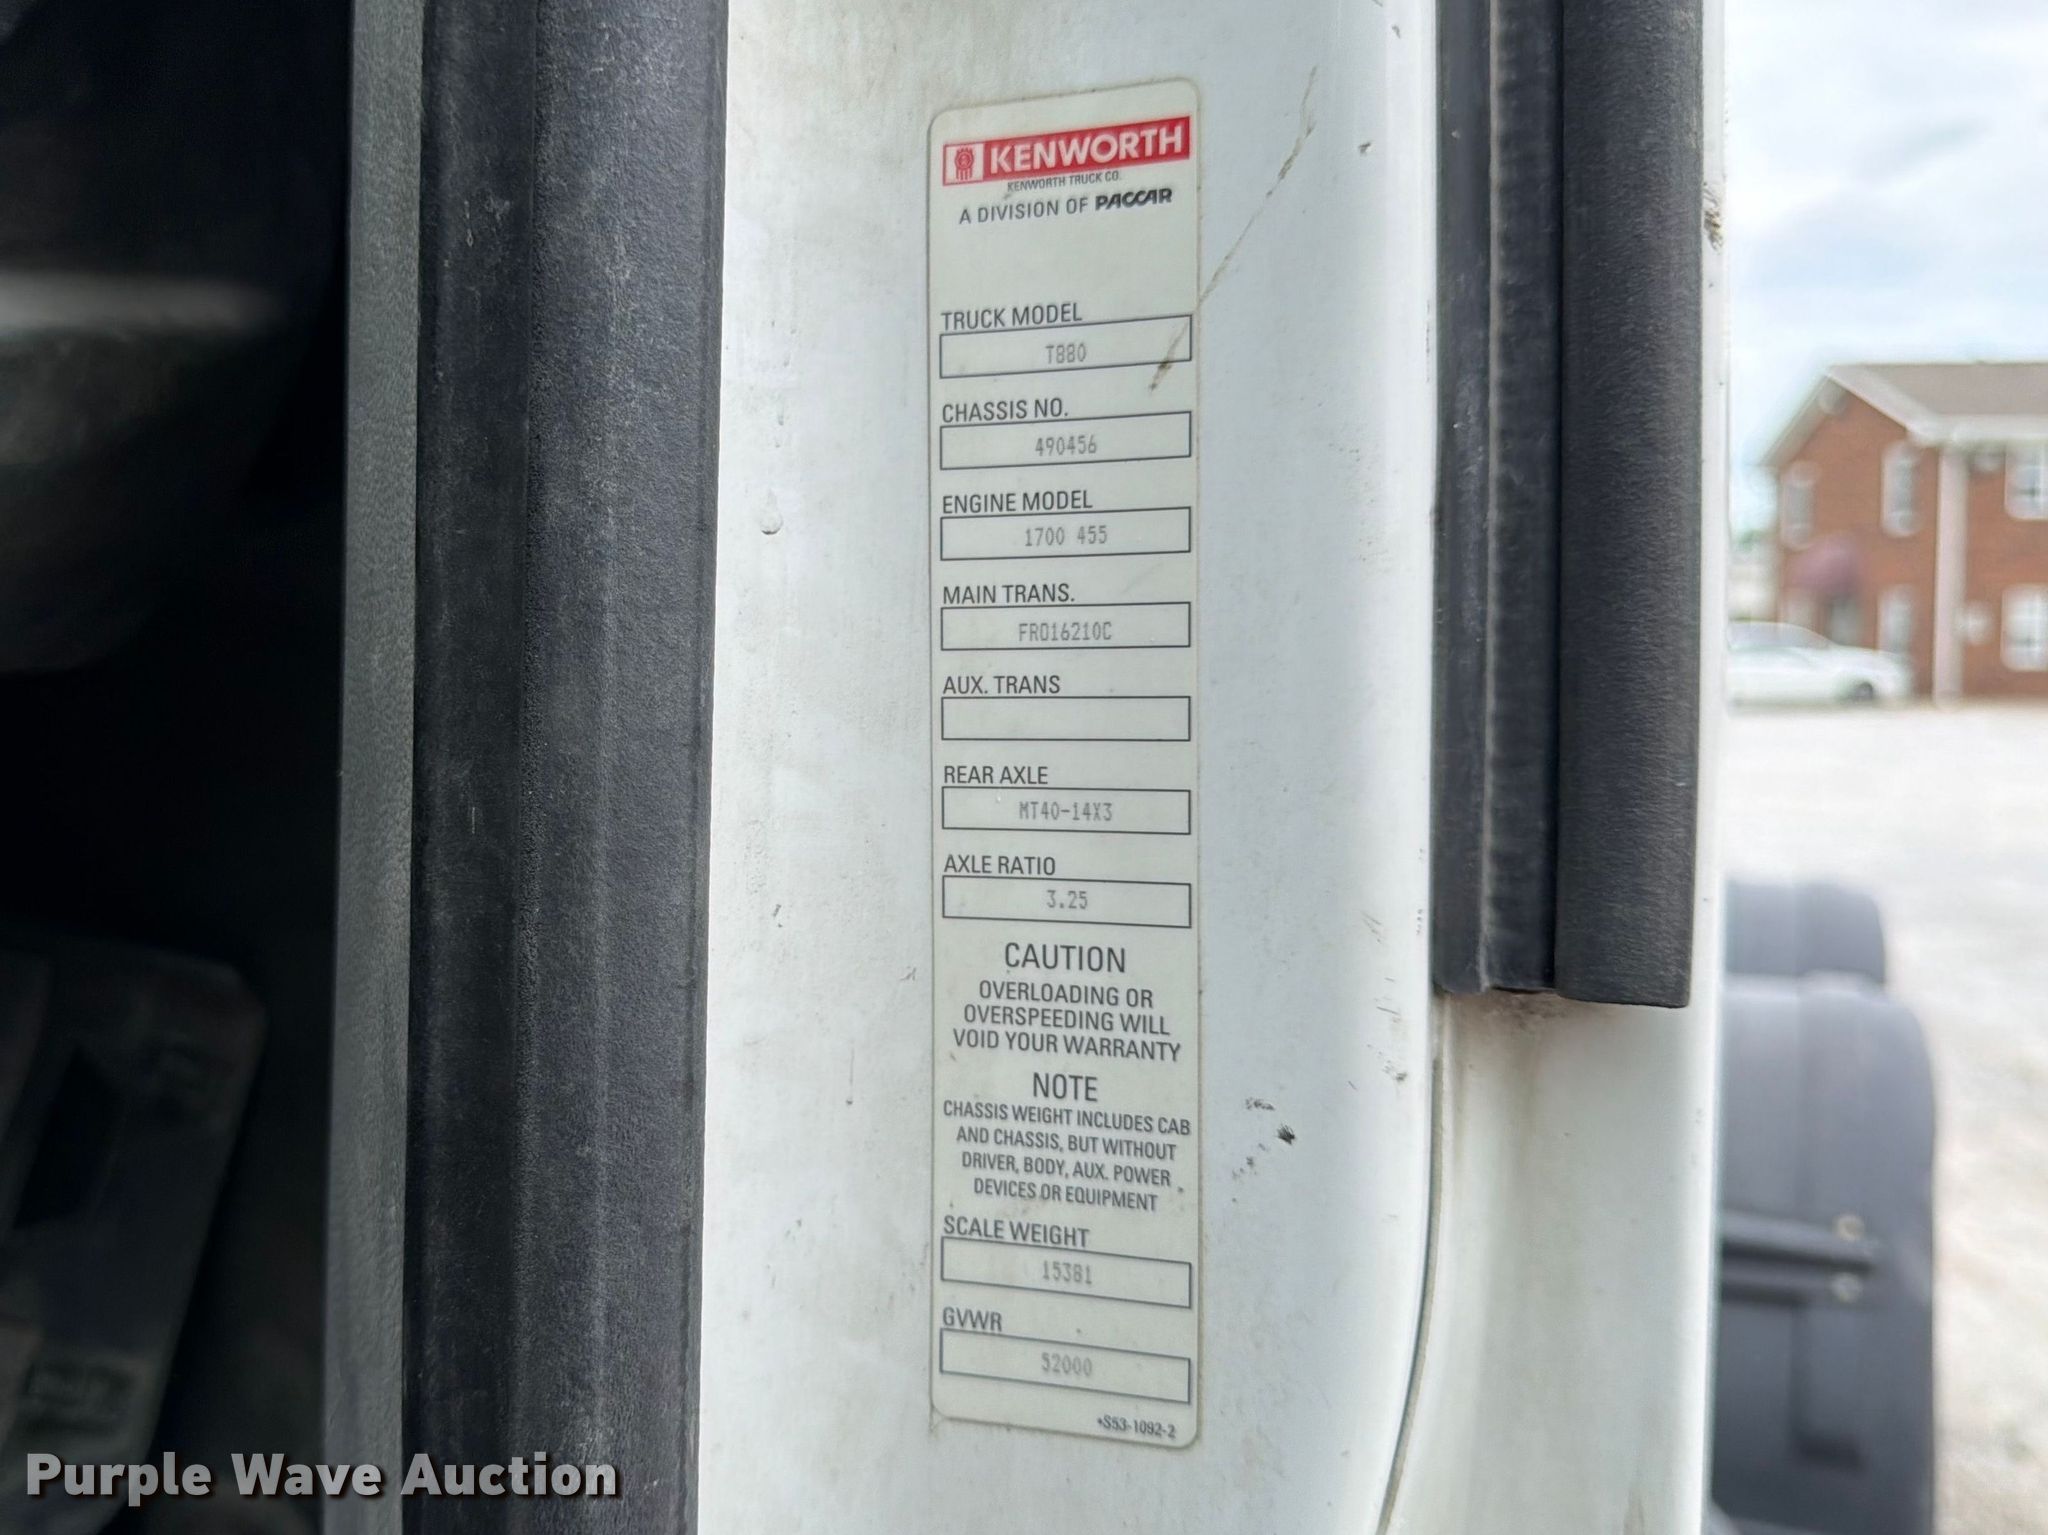 KENWORTH
KENWORTH TRUCK CO.
A DIVISION OF PACCAR
TRUCK MODEL
T880
CHASSIS NO.
490456
ENGINE MODEL
1700 455
MAIN TRANS.
FRO16210C
AUX. TRANS
REAR AXLE
MT40-14X3
AXLE RATIO
3.25
CAUTION
OVERLOADING OR
OVERSPEEDING WILL
VOID YOUR WARRANTY
NOTE
CHASSIS WEIGHT INCLUDES CAB
AND CHASSIS, BUT WITHOUT
DRIVER, BODY, AUX. POWER
DEVICES OR EQUIPMENT
SCALE WEIGHT
15381
GVWR
52000
+S53-1092-2
Purple Wave Auction